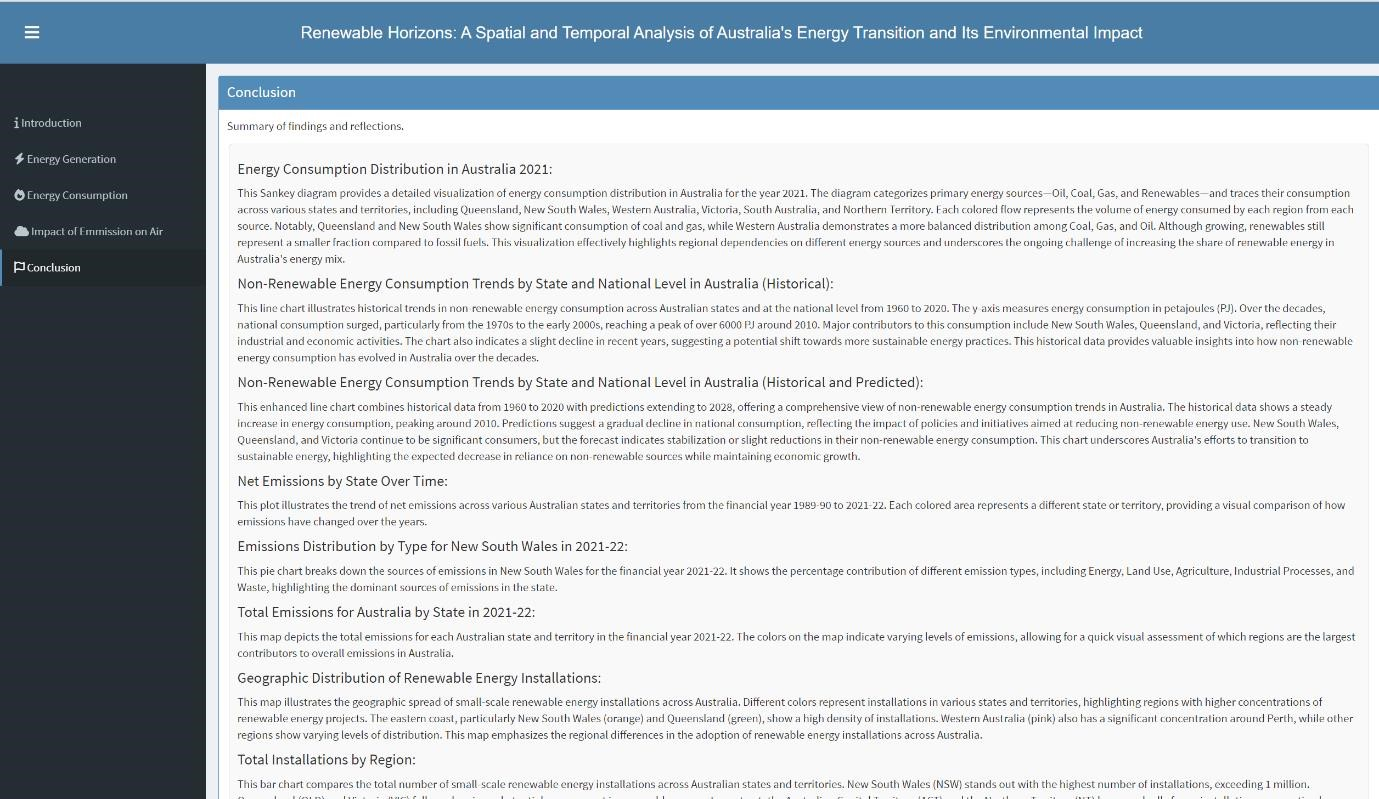 Renewable Horizons: A Spatial and Temporal Analysis of Australia's Energy Transition and Its Environmental Impact
Introduction
Energy Generation
Energy Consumption
Impact of Emmission on Air
Conclusion
Conclusion
Summary of findings and reflections.
Energy Consumption Distribution in Australia 2021:
This Sankey diagram provides a detailed visualization of energy consumption distribution in Australia for the year 2021. The diagram categorizes primary energy sources—Oil, Coal, Gas, and Renewables—and traces their consumption
across various states and territories, including Queensland, New South Wales, Western Australia, Victoria, South Australia, and Northern Territory. Each colored flow represents the volume of energy consumed by each region from each
source. Notably, Queensland and New South Wales show significant consumption of coal and gas, while Western Australia demonstrates a more balanced distribution among Coal, Gas, and Oil. Although growing, renewables still
represent a smaller fraction compared to fossil fuels. This visualization effectively highlights regional dependencies on different energy sources and underscores the ongoing challenge of increasing the share of renewable energy in
Australia's energy mix.
Non-Renewable Energy Consumption Trends by State and National Level in Australia (Historical):
This line chart illustrates historical trends in non-renewable energy consumption across Australian states and at the national level from 1960 to 2020. The y-axis measures energy consumption in petajoules (PJ). Over the decades,
national consumption surged, particularly from the 1970s to the early 2000s, reaching a peak of over 6000 PJ around 2010. Major contributors to this consumption include New South Wales, Queensland, and Victoria, reflecting their
industrial and economic activities. The chart also indicates a slight decline in recent years, suggesting a potential shift towards more sustainable energy practices. This historical data provides valuable insights into how non-renewable
energy consumption has evolved in Australia over the decades.
Non-Renewable Energy Consumption Trends by State and National Level in Australia (Historical and Predicted):
This enhanced line chart combines historical data from 1960 to 2020 with predictions extending to 2028, offering a comprehensive view of non-renewable energy consumption trends in Australia. The historical data shows a steady
increase in energy consumption, peaking around 2010. Predictions suggest a gradual decline in national consumption, reflecting the impact of policies and initiatives aimed at reducing non-renewable energy use. New South Wales,
Queensland, and Victoria continue to be significant consumers, but the forecast indicates stabilization or slight reductions in their non-renewable energy consumption. This chart underscores Australia's efforts to transition to
sustainable energy, highlighting the expected decrease in reliance on non-renewable sources while maintaining economic growth.
Net Emissions by State Over Time:
This plot illustrates the trend of net emissions across various Australian states and territories from the financial year 1989-90 to 2021-22. Each colored area represents a different state or territory, providing a visual comparison of how
emissions have changed over the years.
Emissions Distribution by Type for New South Wales in 2021-22:
This pie chart breaks down the sources of emissions in New South Wales for the financial year 2021-22. It shows the percentage contribution of different emission types, including Energy, Land Use, Agriculture, Industrial Processes, and
Waste, highlighting the dominant sources of emissions in the state.
Total Emissions for Australia by State in 2021-22:
This map depicts the total emissions for each Australian state and territory in the financial year 2021-22. The colors on the map indicate varying levels of emissions, allowing for a quick visual assessment of which regions are the largest
contributors to overall emissions in Australia.
Geographic Distribution of Renewable Energy Installations:
This map illustrates the geographic spread of small-scale renewable energy installations across Australia. Different colors represent installations in various states and territories, highlighting regions with higher concentrations of
renewable energy projects. The eastern coast, particularly New South Wales (orange) and Queensland (green), show a high density of installations. Western Australia (pink) also has a significant concentration around Perth, while other
regions show varying levels of distribution. This map emphasizes the regional differences in the adoption of renewable energy installations across Australia.
Total Installations by Region:
This bar chart compares the total number of small-scale renewable energy installations across Australian states and territories. New South Wales (NSW) stands out with the highest number of installations, exceeding 1 million.